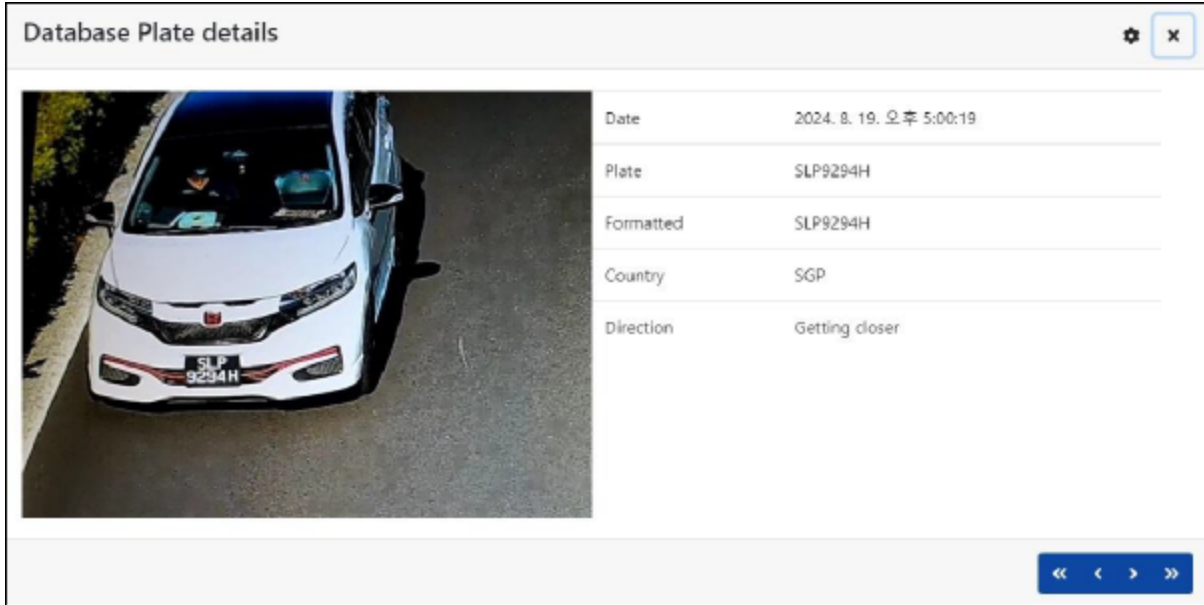 Database Plate details
SLP
9294H
Date 2024. 8. 19. 오후 5:00:19
Plate SLP9294H
Formatted SLP9294H
Country SGP
Direction Getting closer